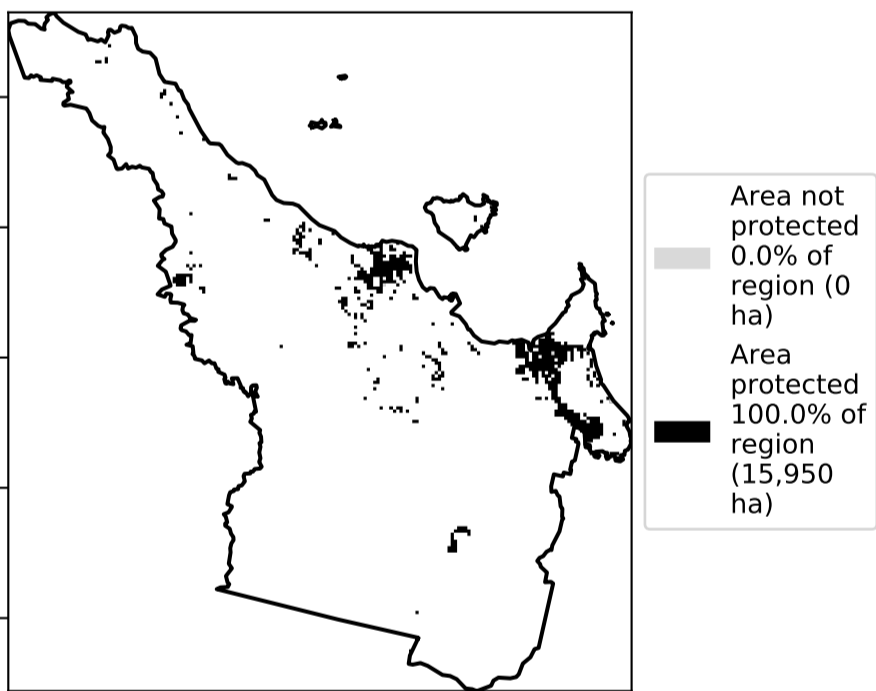 Area not
protected
0.0% of
region (0
ha)
Area
protected
100.0% of
region
(15,950
ha)